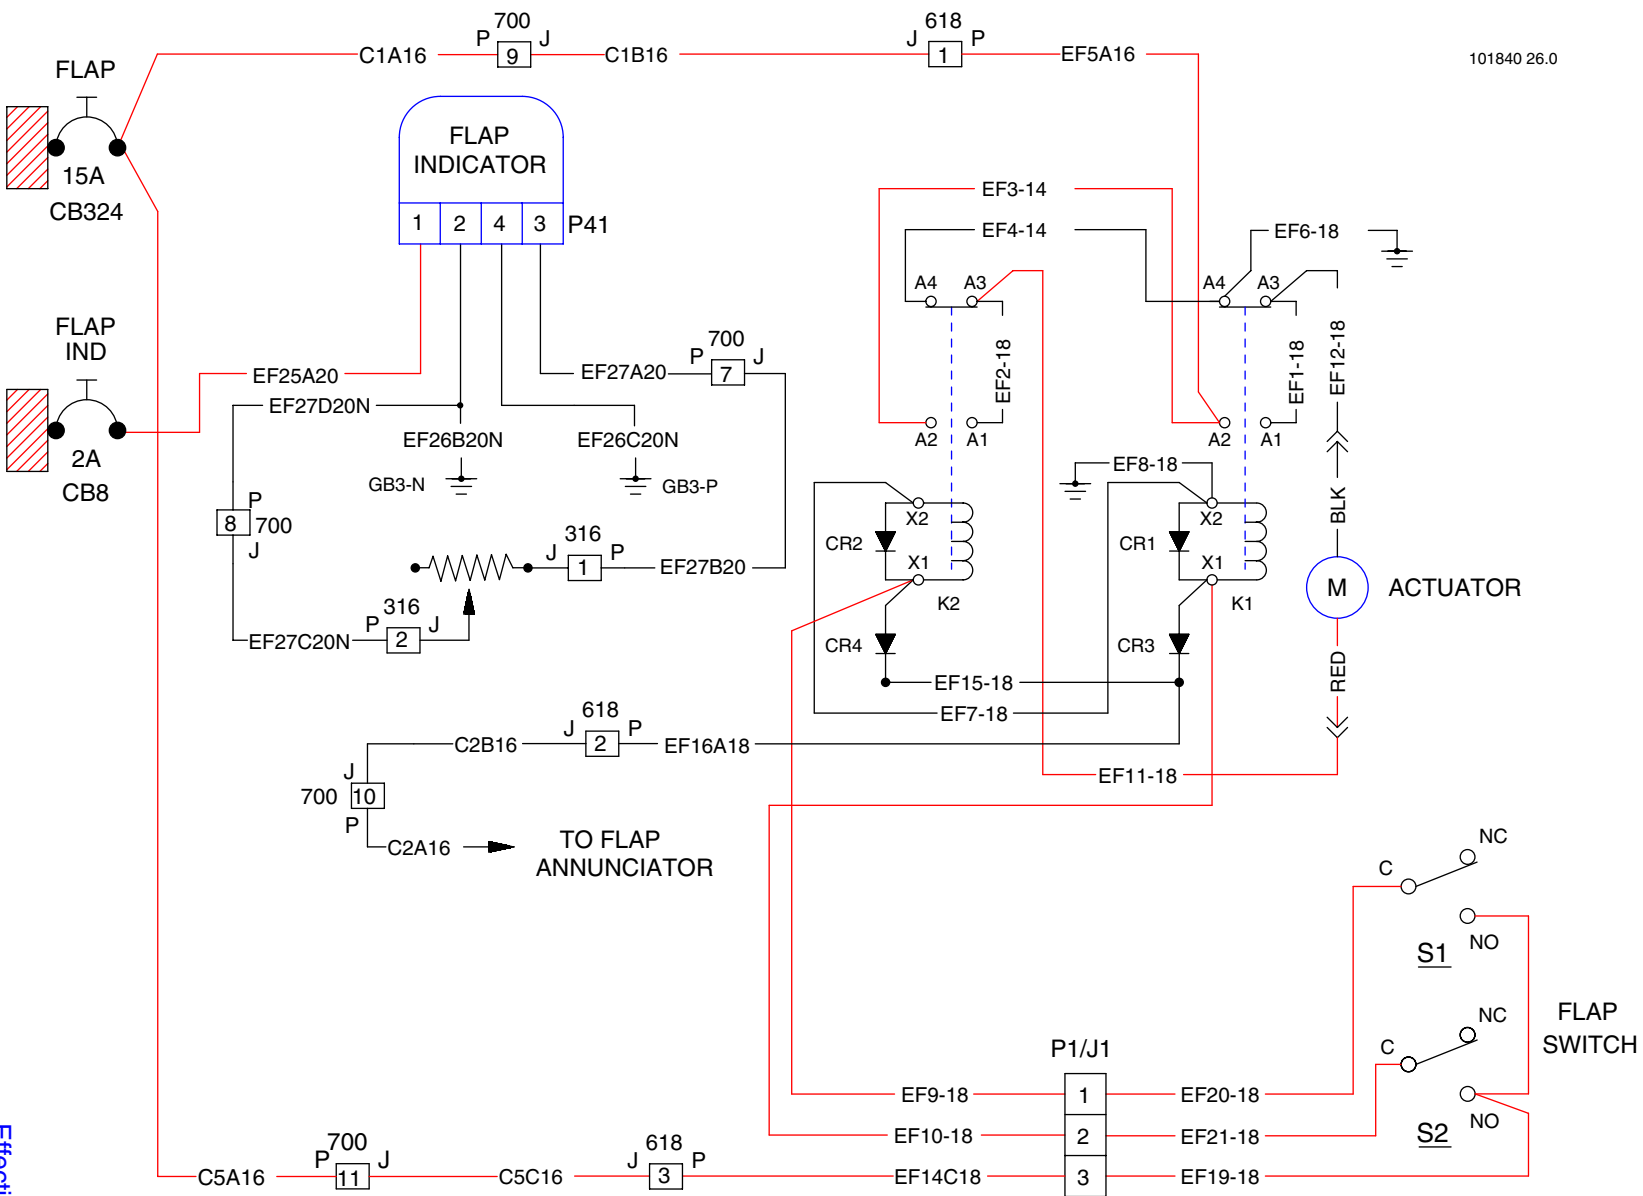 700
P
9
J
C1A16
C1B16
618
J
1
P
EF5A16
101840 26.0
FLAP
15A
CB324
FLAP
INDICATOR
1
2
4
3
P41
EF3-14
EF4-14
EF6-18
A4
A3
A4
A3
EF2-18
EF1-18
EF12-18
FLAP
IND
2A
CB8
EF25A20
EF27D20N
EF26B20N
GB3-N
EF26C20N
GB3-P
EF27A20
700
P
7
J
A2
A1
A2
A1
EF8-18
P
8
700
J
316
J
1
P
EF27B20
316
P
2
J
EF27C20N
CR2
X2
X1
K2
CR4
CR1
X2
X1
K1
CR3
BLK
M
ACTUATOR
RED
EF15-18
EF7-18
618
J
2
P
C2B16
EF16A18
EF11-18
J
700
10
P
C2A16
TO FLAP
ANNUNCIATOR
NC
C
NO
S1
NC
C
NO
S2
FLAP
SWITCH
P1/J1
EF9-18
1
EF20-18
EF10-18
2
EF21-18
EF14C18
3
EF19-18
C5A16
700
P
11
J
C5C16
618
J
3
P
Effecti